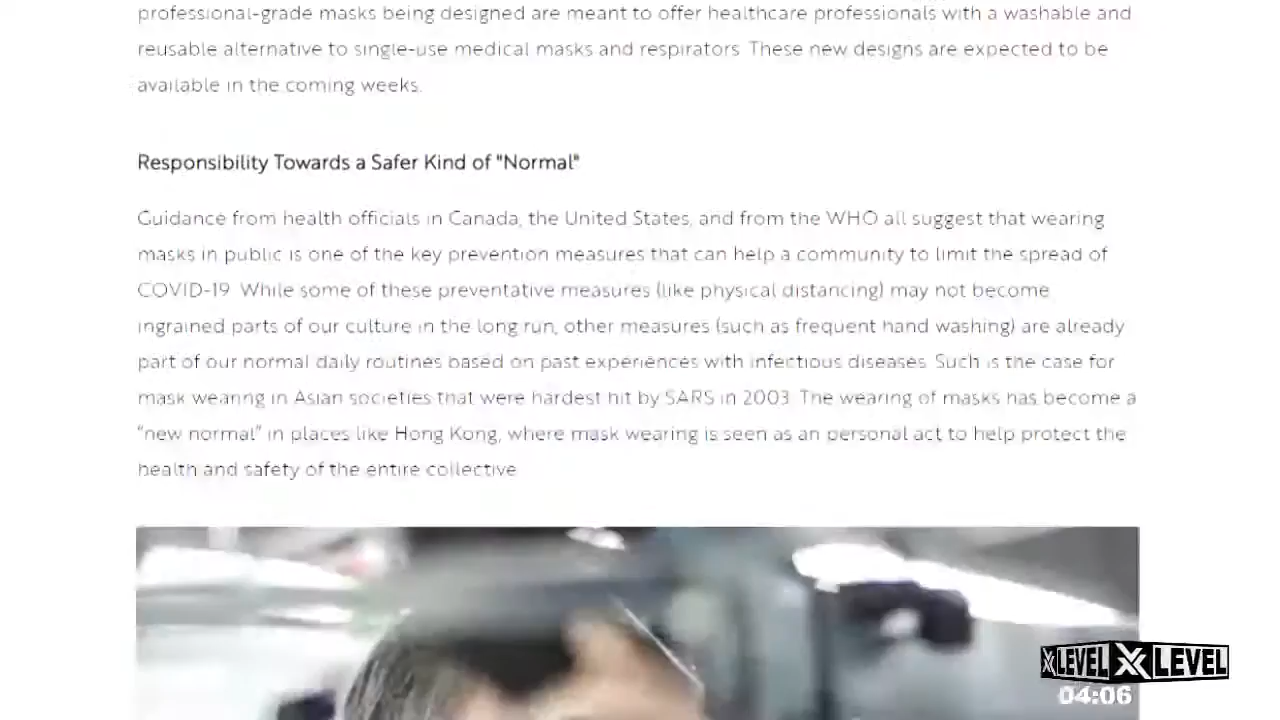 professional-grade masks being designed are meant to offer healthcare professionals with a washable and
reusable alternative to single-use medical masks and respirators. These new designs are expected to be
available in the coming weeks.
Responsibility Towards a Safer Kind of "Normal"
Guidance from health officials in Canada, the United States, and from the WHO all suggest that wearing
masks in public is one of the key prevention measures that can help a community to limit the spread of
COVID-19. While some of these preventative measures (like physical distancing) may not become
ingrained parts of our culture in the long run, other measures (such as frequent hand washing) are already
part of our normal daily routines based on past experiences with infectious diseases. Such is the case for
mask wearing in Asian societies that were hardest hit by SARS in 2003. The wearing of masks has become a
“new normal” in places like Hong Kong, where mask wearing is seen as an personal act to help protect the
health and safety of the entire collective.
XLEVEL X LEVEL
04:06